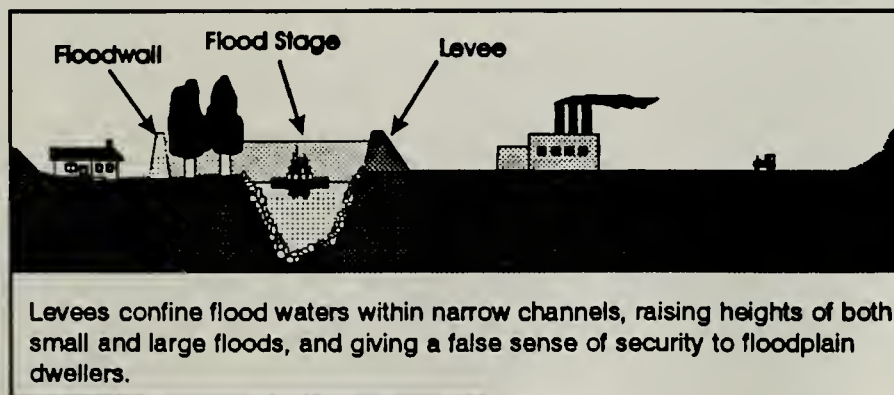 Floodwall
Flood Stage
Levee
Levees confine flood waters within narrow channels, raising heights of both
small and large floods, and giving a false sense of security to floodplain
dwellers.